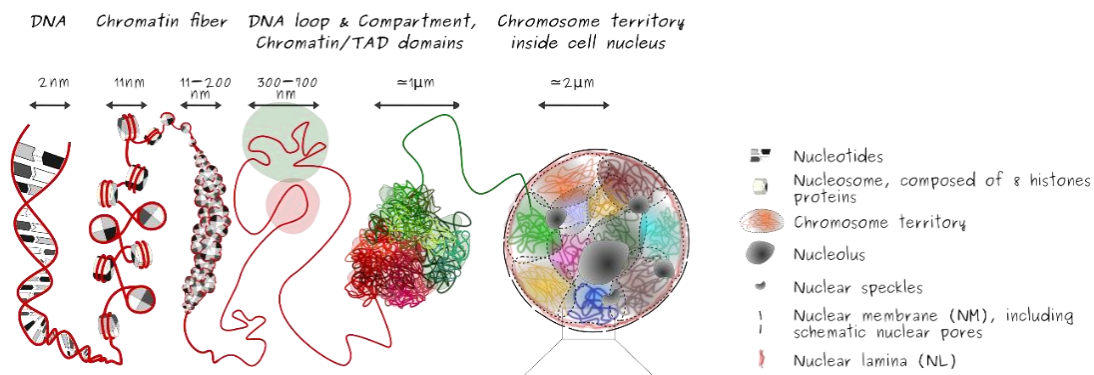 DNA
Chromatin fiber
DNA loop & Compartment,
Chromatin/TAD domains
Chromosome territory
inside cell nucleus
2nm
11nm
11-200
nm
300-700
nm
≃1µm
≃2µm
Nucleotides
Nucleosome, composed of 8 histones
proteins
Chromosome territory
Nucleolus
Nuclear speckles
Nuclear membrane (NM), including
schematic nuclear pores
Nuclear lamina (NL)